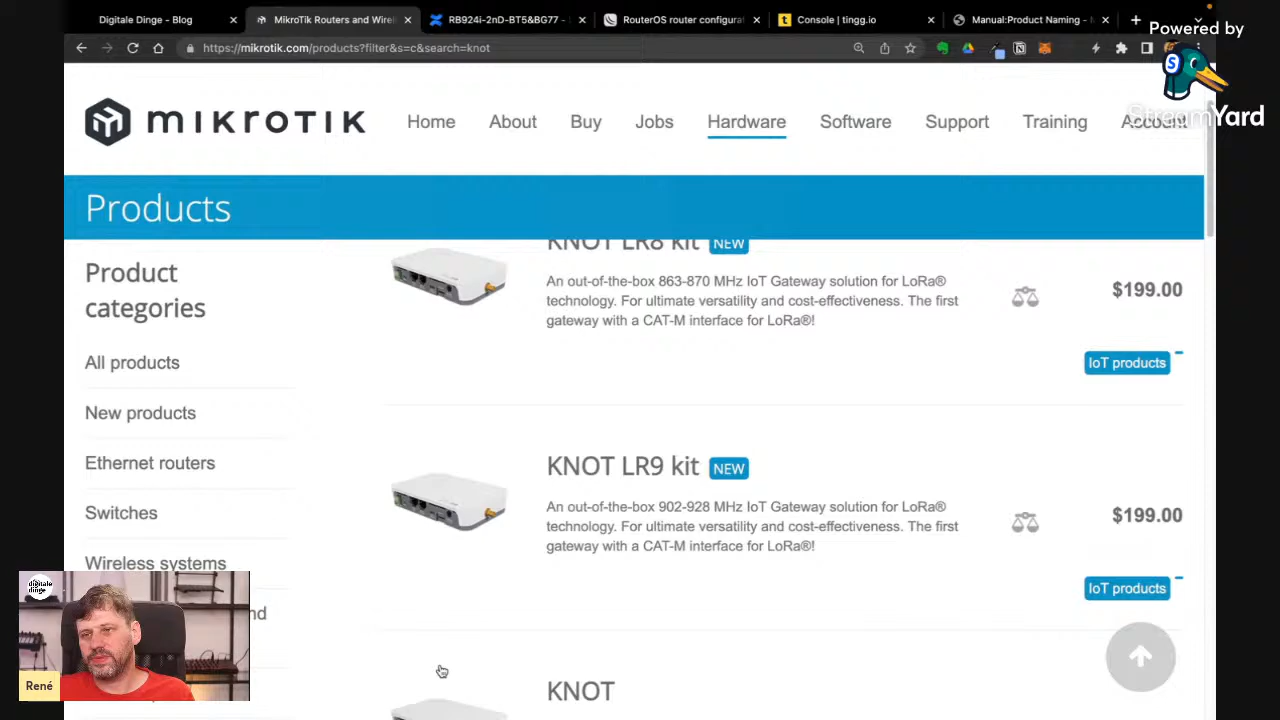 Digitale Dinge - Blog
MikroTik Routers and Wirel
RB924i-2nD-BT5&BG77 -
RouterOS router configurat
Console | tingg.io
Manual:Product Naming -
Powered by
StreamYard
https://mikrotik.com/products?filter&s=c&search=knot
MIKROTIK
Home
About
Buy
Jobs
Hardware
Software
Support
Training
Account
Products
Product
categories
All products
New products
Ethernet routers
Switches
Wireless systems
nd
KNOT LR8 kit NEW
An out-of-the-box 863-870 MHz IoT Gateway solution for LoRa®
technology. For ultimate versatility and cost-effectiveness. The first
gateway with a CAT-M interface for LoRa®!
$199.00
IoT products
KNOT LR9 kit NEW
An out-of-the-box 902-928 MHz IoT Gateway solution for LoRa®
technology. For ultimate versatility and cost-effectiveness. The first
gateway with a CAT-M interface for LoRa®!
$199.00
IoT products
KNOT
digitale
dinge
René